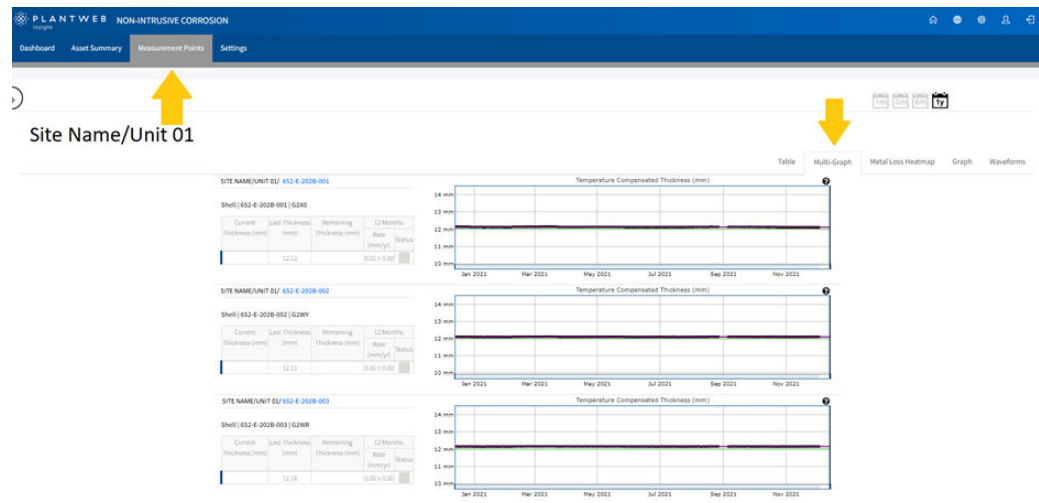 PLANTWEB NON-INTRUSIVE CORROSION
insight
Dashboard Asset Summary Measurement Points Settings
1m 3m 6m 1y
Site Name/Unit 01
Table Multi-Graph Metal Loss Heatmap Graph Waveforms
SITE NAME/UNIT 01/ 652-E-202B-001
Shell | 652-E-202B-001 | G2X0
Current Thickness (mm) Last Thickness (mm) Remaining Thickness (mm) 12 Months
Rate (mm/yr) Status
12.12 0.02 ± 0.00
Temperature Compensated Thickness (mm)
14 mm
13 mm
12 mm
11 mm
10 mm
Jan 2021 Mar 2021 May 2021 Jul 2021 Sep 2021 Nov 2021
SITE NAME/UNIT 01/ 652-E-202B-002
Shell | 652-E-202B-002 | G2WY
Current Thickness (mm) Last Thickness (mm) Remaining Thickness (mm) 12 Months
Rate (mm/yr) Status
12.11 0.00 ± 0.00
Temperature Compensated Thickness (mm)
14 mm
13 mm
12 mm
11 mm
10 mm
Jan 2021 Mar 2021 May 2021 Jul 2021 Sep 2021 Nov 2021
SITE NAME/UNIT 01/ 652-E-202B-003
Shell | 652-E-202B-003 | G2WR
Current Thickness (mm) Last Thickness (mm) Remaining Thickness (mm) 12 Months
Rate (mm/yr) Status
0.00 ± 0.00
Temperature Compensated Thickness (mm)
14 mm
13 mm
12 mm
11 mm
10 mm
Jan 2021 Mar 2021 May 2021 Jul 2021 Sep 2021 Nov 2021